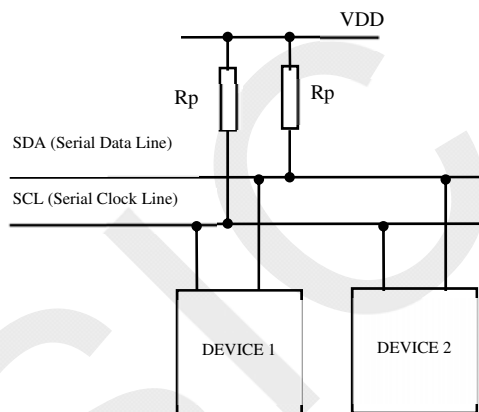 VDD
Rp
Rp
SDA (Serial Data Line)
SCL (Serial Clock Line)
DEVICE 1
DEVICE 2